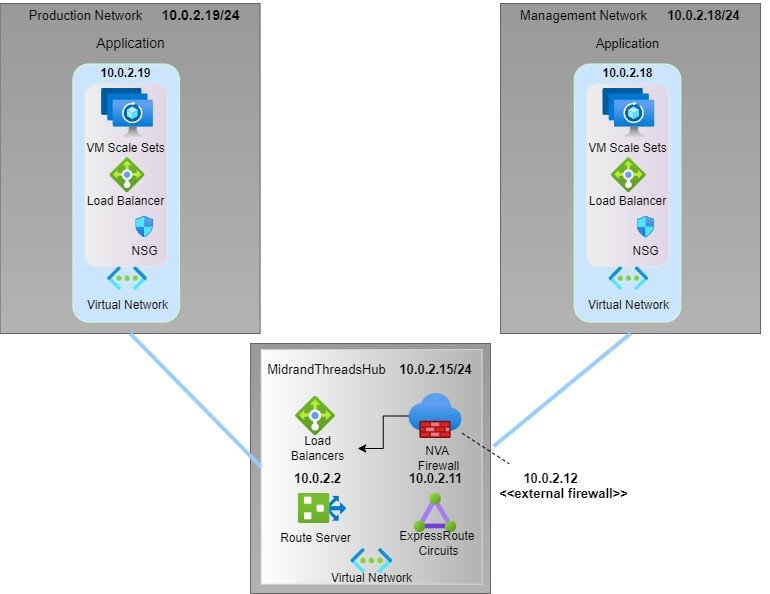 Production Network 10.0.2.19/24
Application
10.0.2.19
VM Scale Sets
Load Balancer
NSG
Virtual Network
Management Network 10.0.2.18/24
Application
10.0.2.18
VM Scale Sets
Load Balancer
NSG
Virtual Network
MidrandThreadsHub 10.0.2.15/24
Load
Balancers
10.0.2.2
NVA
Firewall
10.0.2.11
10.0.2.12
<<external firewall>>
Route Server
ExpressRoute
Circuits
Virtual Network